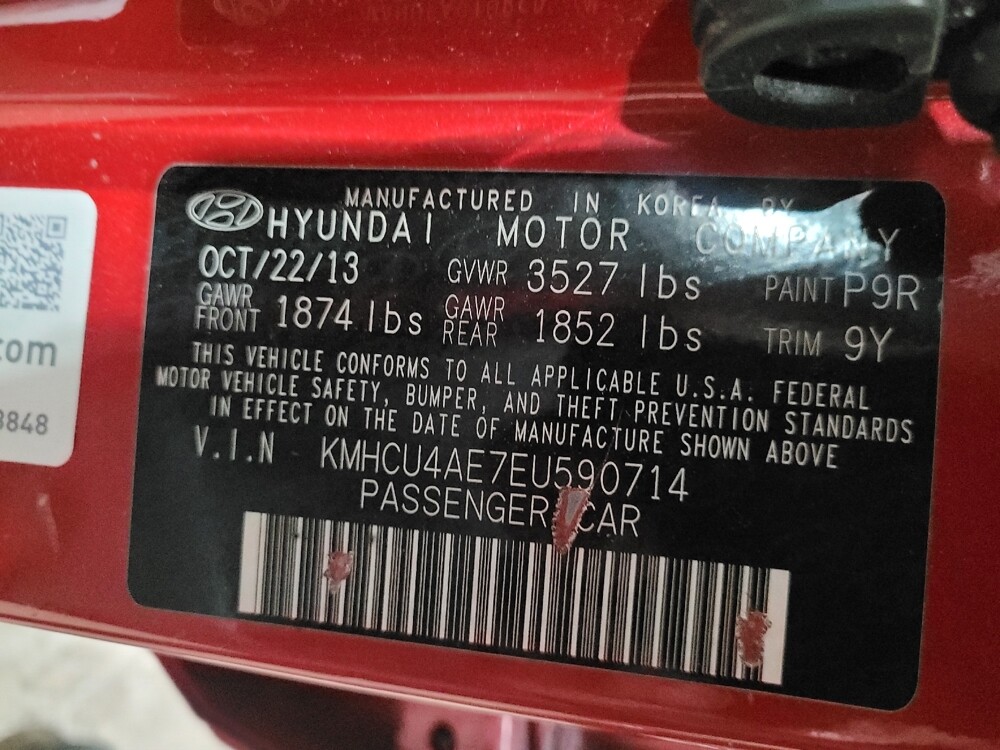 MANUFACTURED IN KOREA BY
HYUNDAI MOTOR COMPANY
OCT/22/13 GVWR 3527 lbs PAINT P9R
GAWR FRONT 1874 lbs GAWR REAR 1852 lbs TRIM 9Y
THIS VEHICLE CONFORMS TO ALL APPLICABLE U.S.A. FEDERAL
MOTOR VEHICLE SAFETY, BUMPER, AND THEFT PREVENTION STANDARDS
IN EFFECT ON THE DATE OF MANUFACTURE SHOWN ABOVE
V.I.N KMHCU4AE7EU590714
PASSENGER CAR
com
3848